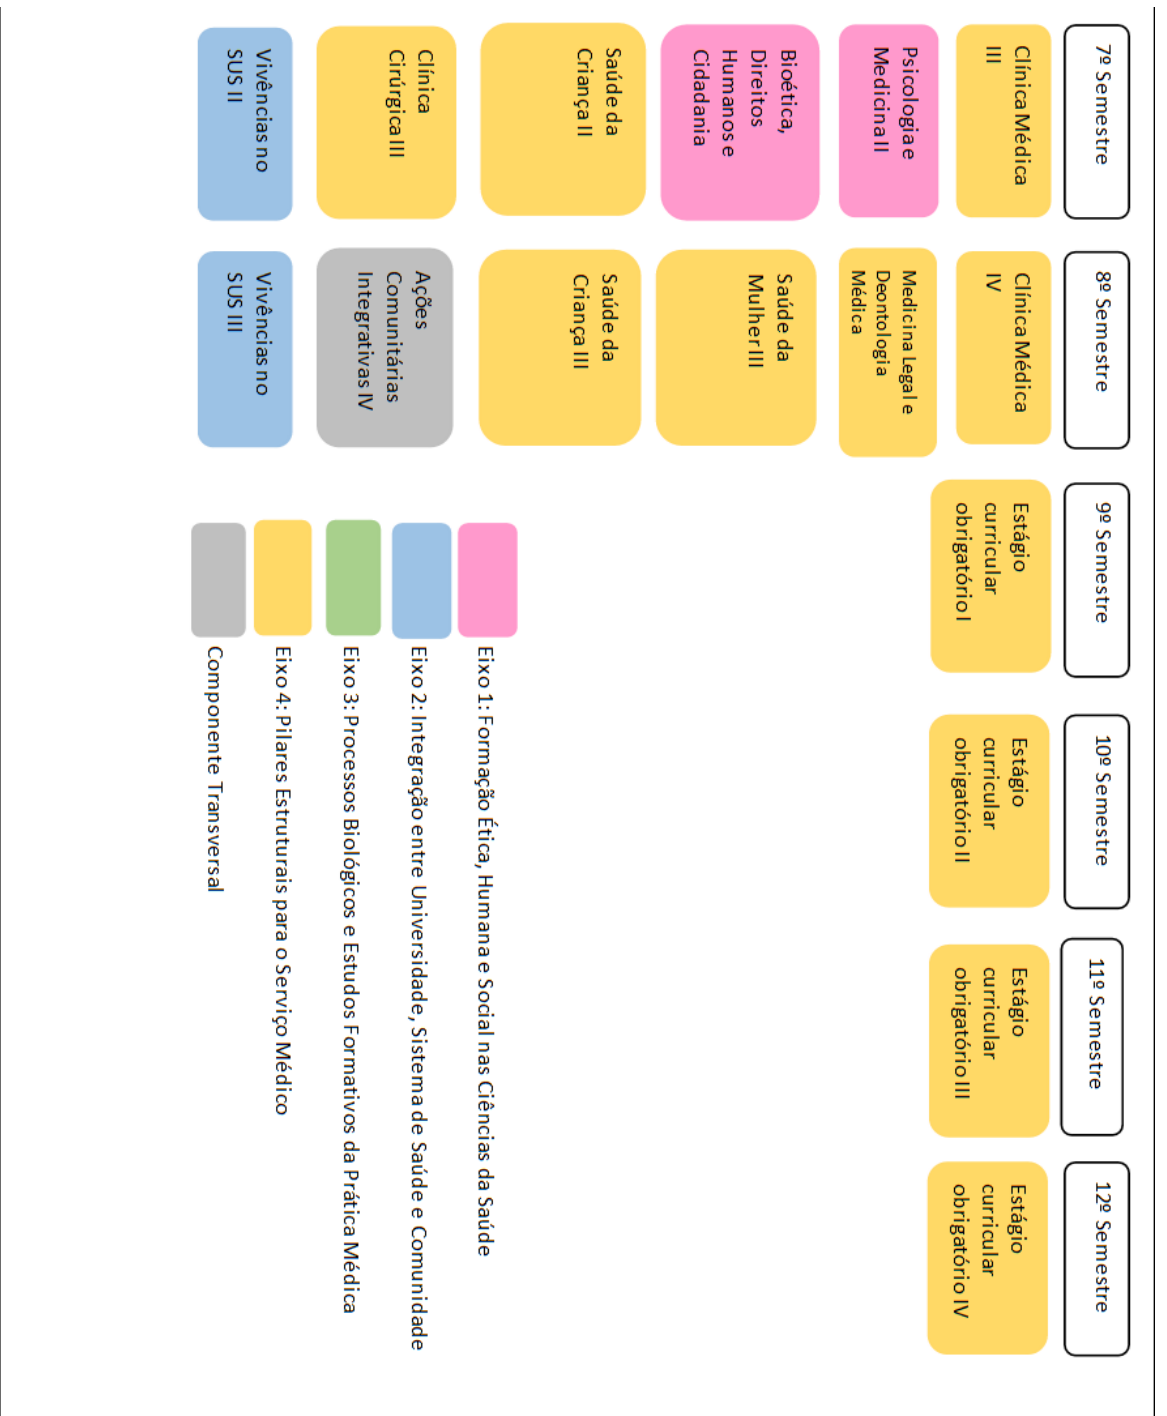 7º Semestre
Clínica Médica
III
Psicologia e
Medicina II
Bioética,
Direitos
Humanos e
Cidadania
Saúde da
Criança II
Clínica
Cirúrgica III
Vivências no
SUS II
8º Semestre
Clínica Médica
IV
Medicina Legal e
Deontologia
Médica
Saúde da
Mulher III
Saúde da
Criança III
Ações
Comunitárias
Integrativas IV
Vivências no
SUS III
9º Semestre
Estágio
curricular
obrigatório I
10º Semestre
Estágio
curricular
obrigatório II
11º Semestre
Estágio
curricular
obrigatório III
12º Semestre
Estágio
curricular
obrigatório IV
Eixo 1: Formação Ética, Humana e Social nas Ciências da Saúde
Eixo 2: Integração entre Universidade, Sistema de Saúde e Comunidade
Eixo 3: Processos Biológicos e Estudos Formativos da Prática Médica
Eixo 4: Pilares Estruturais para o Serviço Médico
Componente Transversal